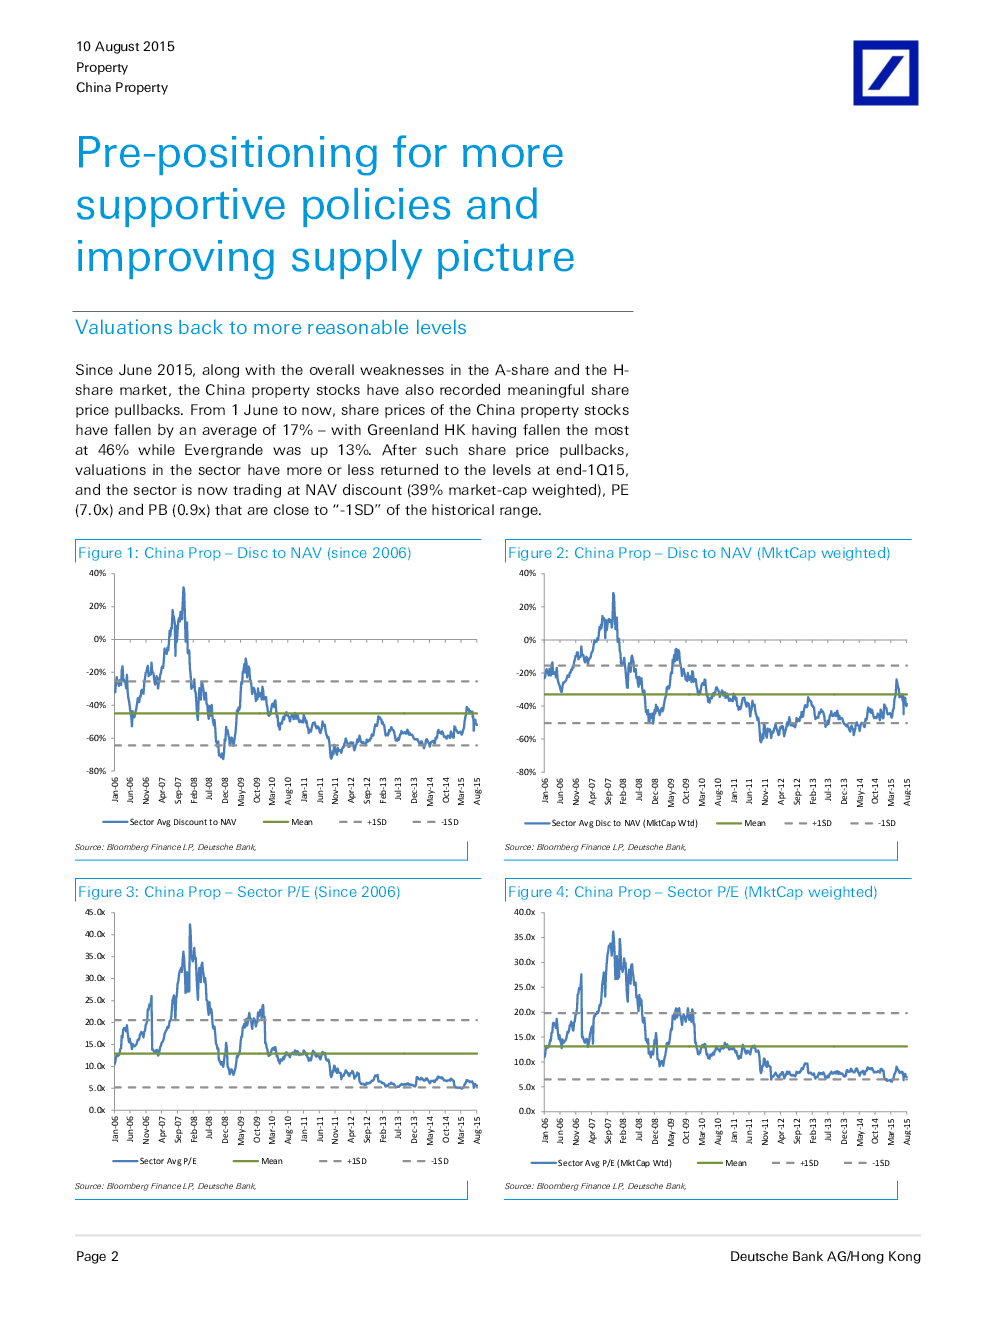 10 August 2015
Property
China Property
Pre-positioning for more
supportive policies and
improving supply picture
Valuations back to more reasonable levels
Since June 2015, along with the overall weaknesses in the A-share and the H-
share market, the China property stocks have also recorded meaningful share
price pullbacks. From 1 June to now, share prices of the China property stocks
have fallen by an average of 17% – with Greenland HK having fallen the most
at 46% while Evergrande was up 13%. After such share price pullbacks,
valuations in the sector have more or less returned to the levels at end-1Q15,
and the sector is now trading at NAV discount (39% market-cap weighted), PE
(7.0x) and PB (0.9x) that are close to “-1SD” of the historical range.
Figure 1: China Prop – Disc to NAV (since 2006)
40%
20%
0%
-20%
-40%
-60%
-80%
Jan-06 Jun-06 Nov-06 Apr-07 Sep-07 Feb-08 Jul-08 Dec-08 May-09 Oct-09 Mar-10 Aug-10 Jan-11 Jun-11 Nov-11 Apr-12 Sep-12 Feb-13 Jul-13 Dec-13 May-14 Oct-14 Mar-15 Aug-15
Sector Avg Discount to NAV Mean +1SD -1SD
Source: Bloomberg Finance LP, Deutsche Bank,
Figure 2: China Prop – Disc to NAV (MktCap weighted)
40%
20%
0%
-20%
-40%
-60%
-80%
Jan-06 Jun-06 Nov-06 Apr-07 Sep-07 Feb-08 Jul-08 Dec-08 May-09 Oct-09 Mar-10 Aug-10 Jan-11 Jun-11 Nov-11 Apr-12 Sep-12 Feb-13 Jul-13 Dec-13 May-14 Oct-14 Mar-15 Aug-15
Sector Avg Disc to NAV (MktCap Wtd) Mean +1SD -1SD
Source: Bloomberg Finance LP, Deutsche Bank,
Figure 3: China Prop – Sector P/E (Since 2006)
45.0x
40.0x
35.0x
30.0x
25.0x
20.0x
15.0x
10.0x
5.0x
0.0x
Jan-06 Jun-06 Nov-06 Apr-07 Sep-07 Feb-08 Jul-08 Dec-08 May-09 Oct-09 Mar-10 Aug-10 Jan-11 Jun-11 Nov-11 Apr-12 Sep-12 Feb-13 Jul-13 Dec-13 May-14 Oct-14 Mar-15 Aug-15
Sector Avg P/E Mean +1SD -1SD
Source: Bloomberg Finance LP, Deutsche Bank,
Figure 4: China Prop – Sector P/E (MktCap weighted)
40.0x
35.0x
30.0x
25.0x
20.0x
15.0x
10.0x
5.0x
0.0x
Jan-06 Jun-06 Nov-06 Apr-07 Sep-07 Feb-08 Jul-08 Dec-08 May-09 Oct-09 Mar-10 Aug-10 Jan-11 Jun-11 Nov-11 Apr-12 Sep-12 Feb-13 Jul-13 Dec-13 May-14 Oct-14 Mar-15 Aug-15
Sector Avg P/E (MktCap Wtd) Mean +1SD -1SD
Source: Bloomberg Finance LP, Deutsche Bank,
Page 2
Deutsche Bank AG/Hong Kong